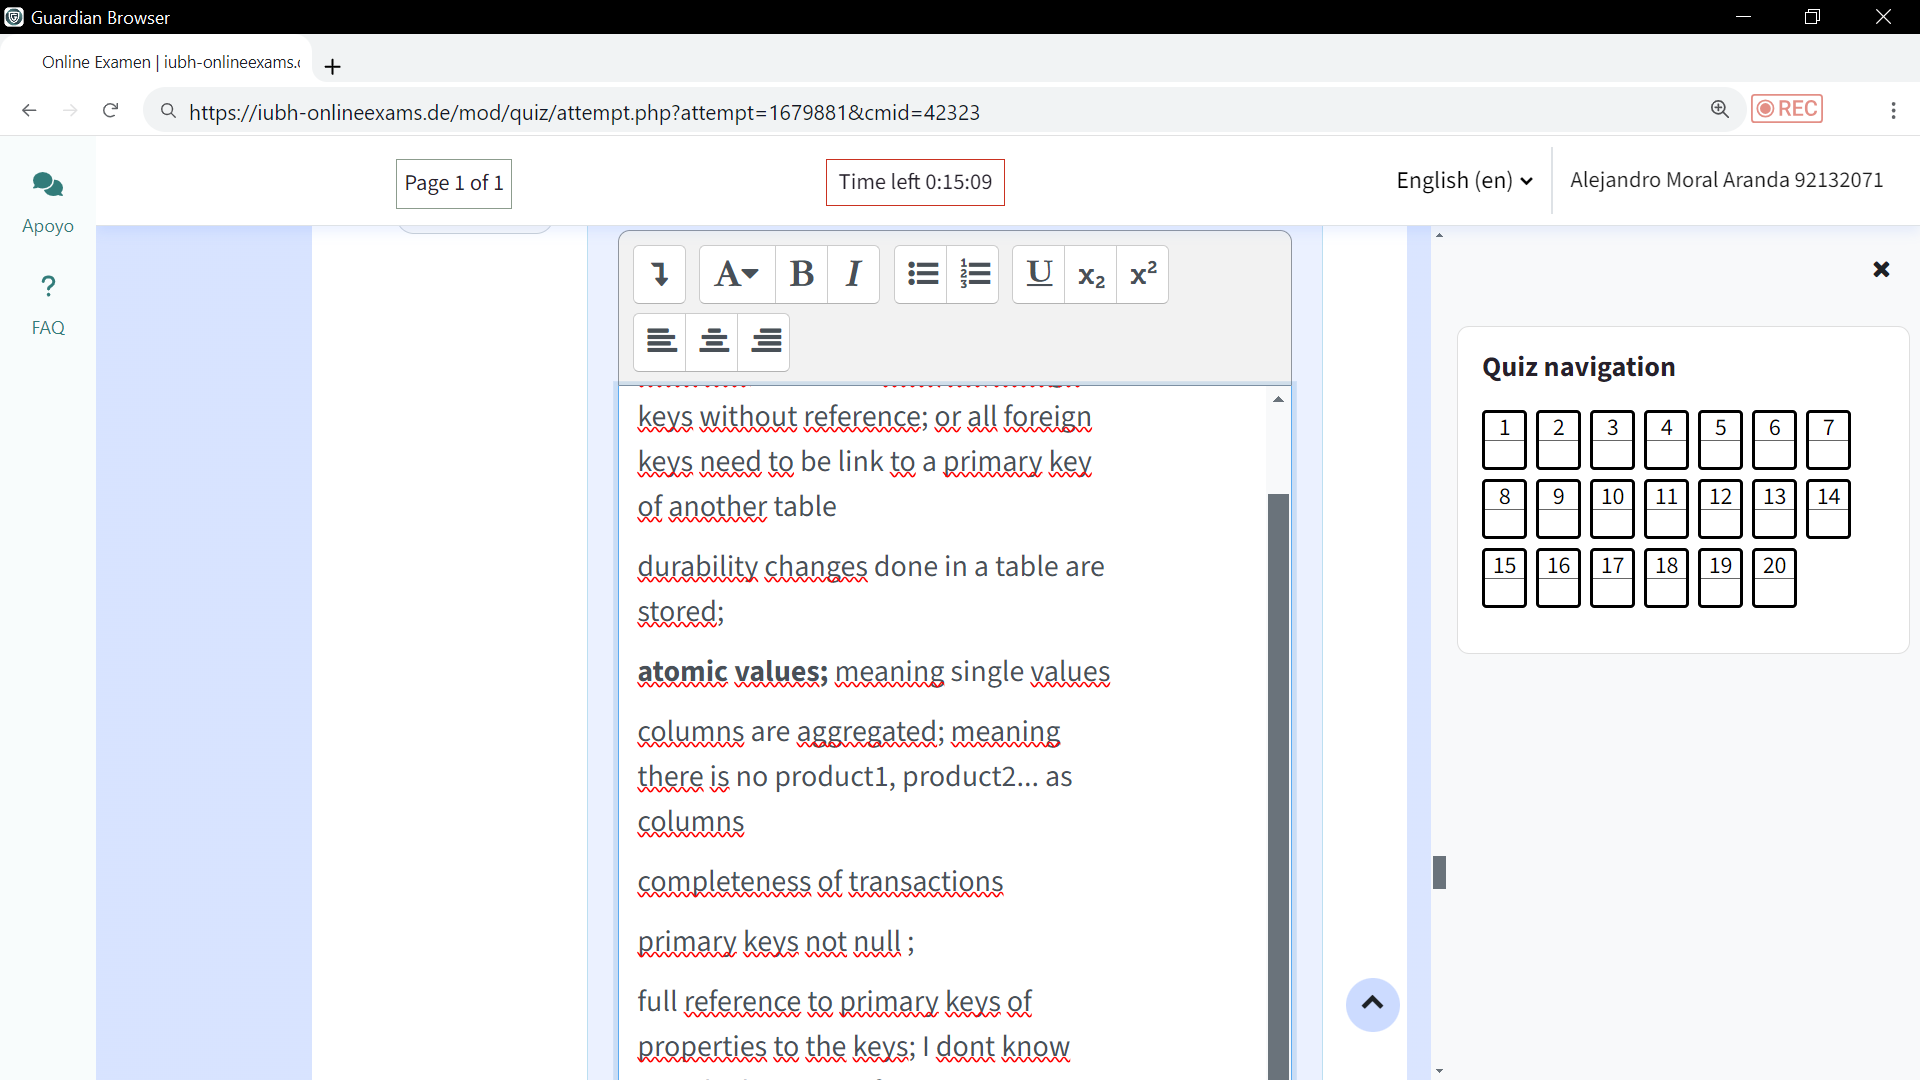 Guardian Browser
Online Examen | iubh-onlineexams.
https://iubh-onlineexams.de/mod/quiz/attempt.php?attempt=1679881&cmid=42323
REC
Apoyo
?
FAQ
Page 1 of 1
Time left 0:15:09
English (en)
Alejandro Moral Aranda 92132071
A B I U x₂ x²
keys without reference; or all foreign
keys need to be link to a primary key
of another table
durability changes done in a table are
stored;
atomic values; meaning single values
columns are aggregated; meaning
there is no product1, product2... as
columns
completeness of transactions
primary keys not null ;
full reference to primary keys of
properties to the keys; I dont know
Quiz navigation
1 2 3 4 5 6 7
8 9 10 11 12 13 14
15 16 17 18 19 20